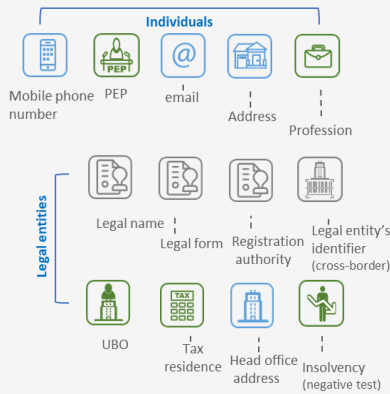 Individuals
PEP
@
Mobile phone
number
PEP
email
Address
Profession
Legal entities
Legal name
Legal form
Registration
authority
Legal entity's
identifier
(cross-border)
TAX
UBO
Tax
residence
Head office
address
Insolvency
(negative test)